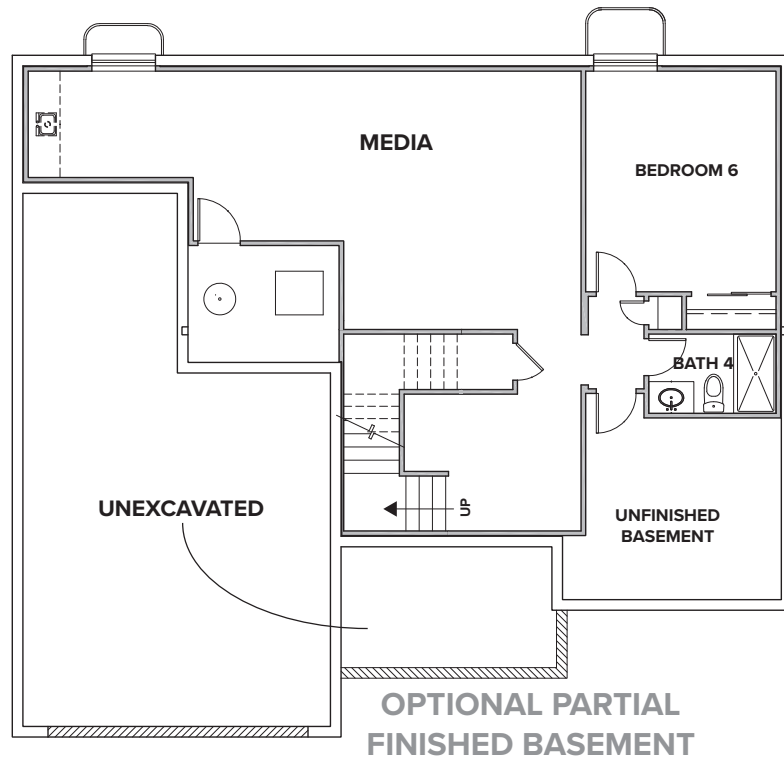 MEDIA
BEDROOM 6
BATH 4
UNEXCAVATED
UP
UNFINISHED
BASEMENT
OPTIONAL PARTIAL
FINISHED BASEMENT